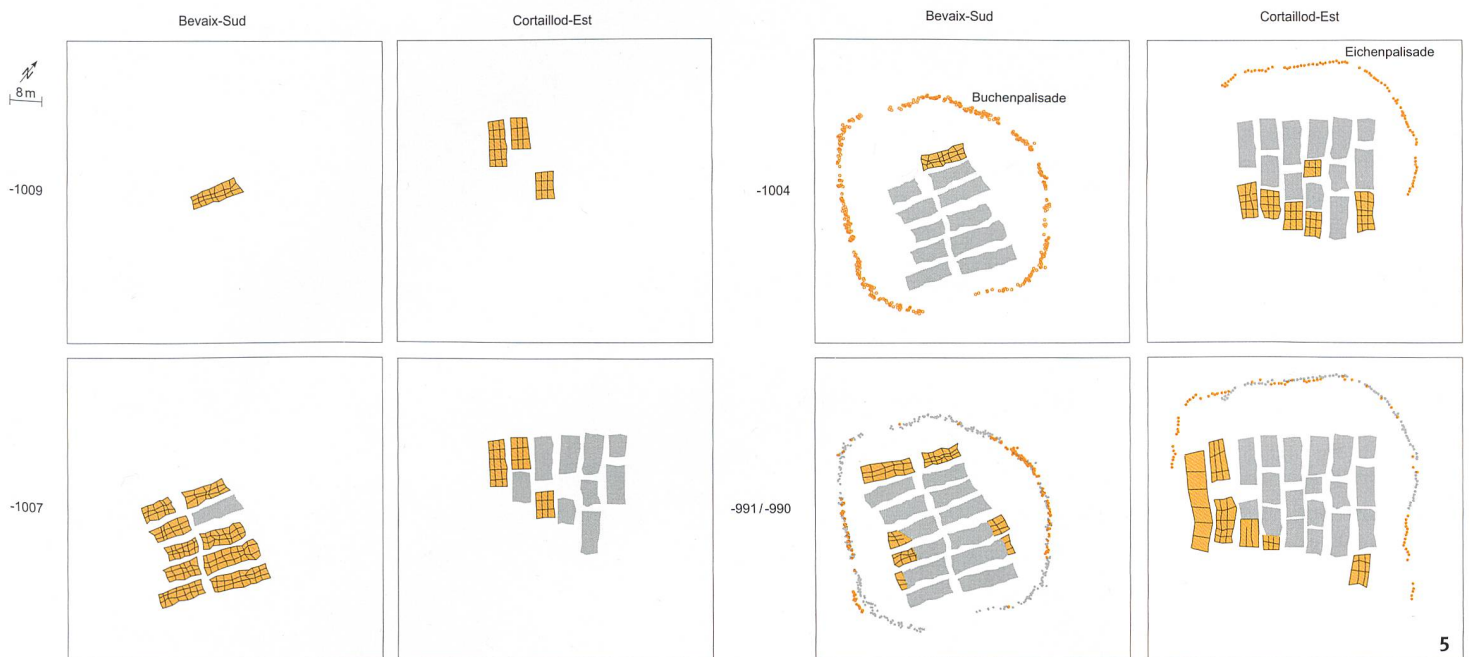 Bevaix-Sud
Cortaillod-Est
Bevaix-Sud
Cortaillod-Est
N
8 m
Eichenpalisade
Buchenpalisade
-1009
-1004
-1007
-991 / -990
5